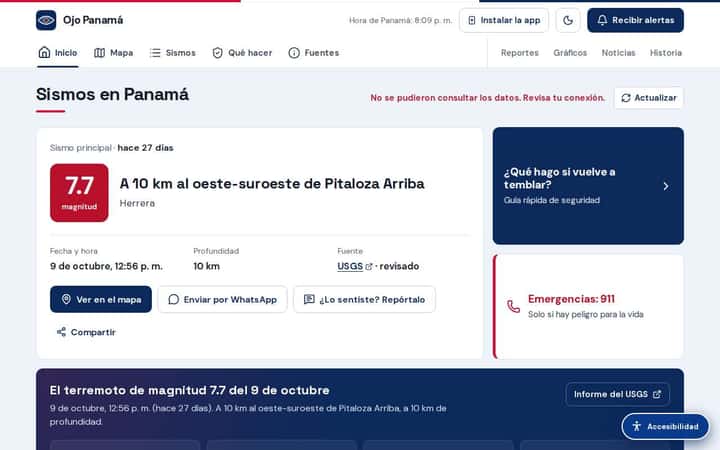 Ojo Panamá
Hora de Panamá: 8:09 p. m.
Instalar la app
Recibir alertas
Inicio
Mapa
Sismos
Qué hacer
Fuentes
Reportes
Gráficos
Noticias
Historia
Sismos en Panamá
No se pudieron consultar los datos. Revisa tu conexión.
Actualizar
Sismo principal · hace 27 días
7.7
magnitud
A 10 km al oeste-suroeste de Pitaloza Arriba
Herrera
Fecha y hora
9 de octubre, 12:56 p. m.
Profundidad
10 km
Fuente
USGS · revisado
Ver en el mapa
Enviar por WhatsApp
¿Lo sentiste? Repórtalo
Compartir
¿Qué hago si vuelve a
temblar?
Guía rápida de seguridad
Emergencias: 911
Solo si hay peligro para la vida
El terremoto de magnitud 7.7 del 9 de octubre
9 de octubre, 12:56 p. m. (hace 27 días). A 10 km al oeste-suroeste de Pitaloza Arriba, a 10 km de
profundidad.
Informe del USGS
Accesibilidad